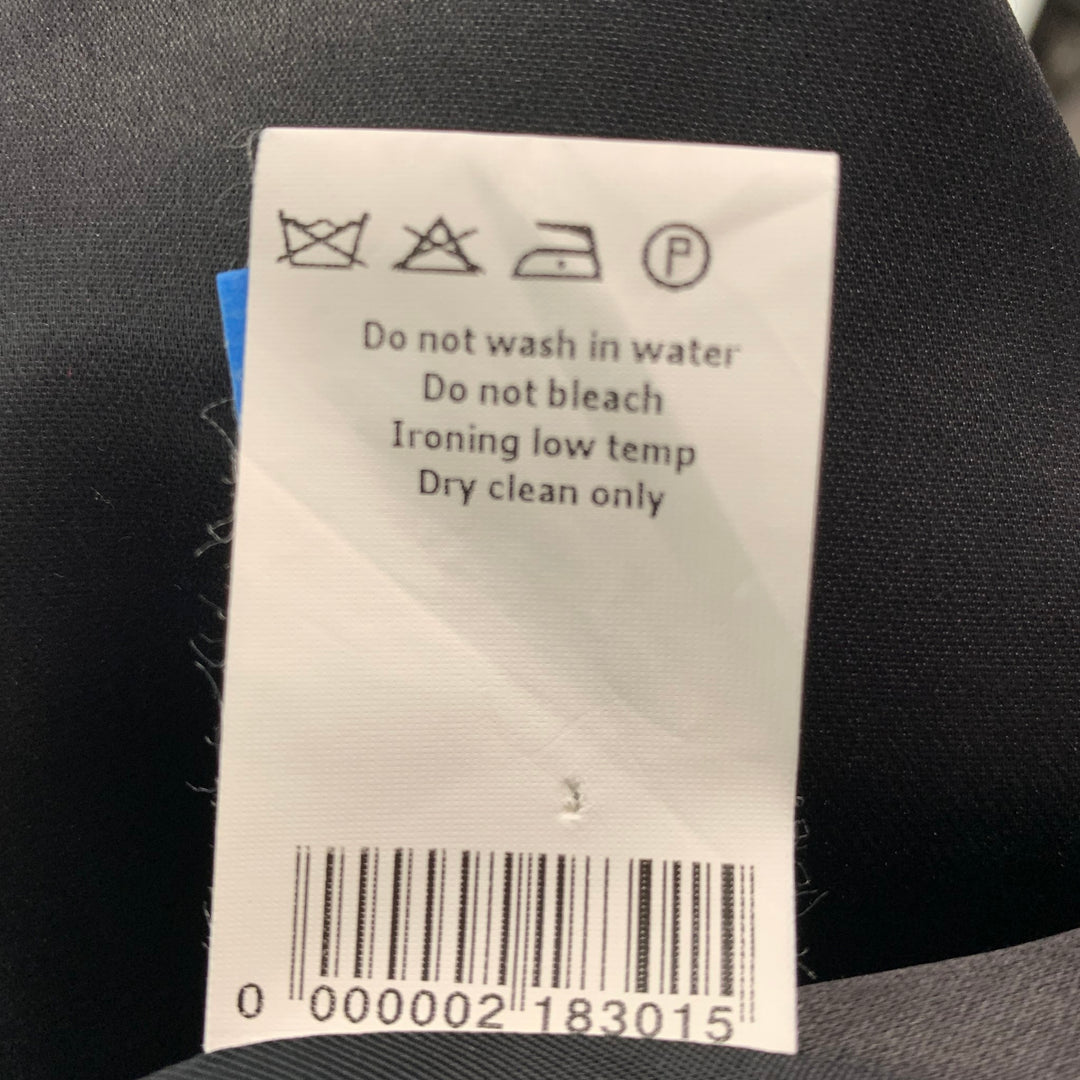 P
Do not wash in water
Do not bleach
Ironing low temp
Dry clean only
0 000002 183015